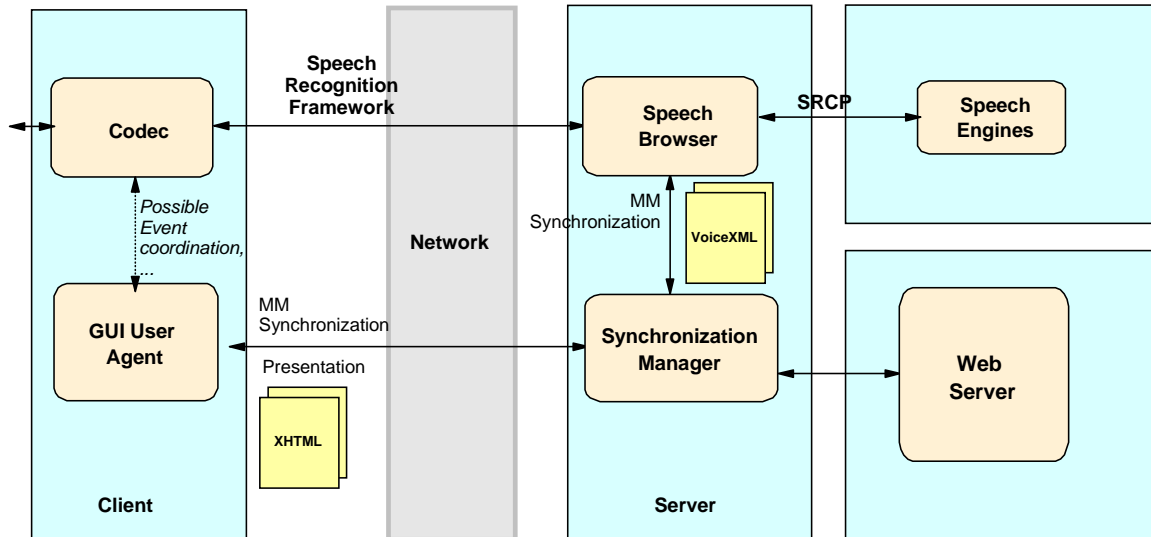 Speech
Recognition
Framework
Codec
Speech
Browser
SRCP
Speech
Engines
Possible
Event
coordination,
...
MM
Synchronization
VoiceXML
Network
GUI User
Agent
MM
Synchronization
Presentation
XHTML
Synchronization
Manager
Web
Server
Client
Server